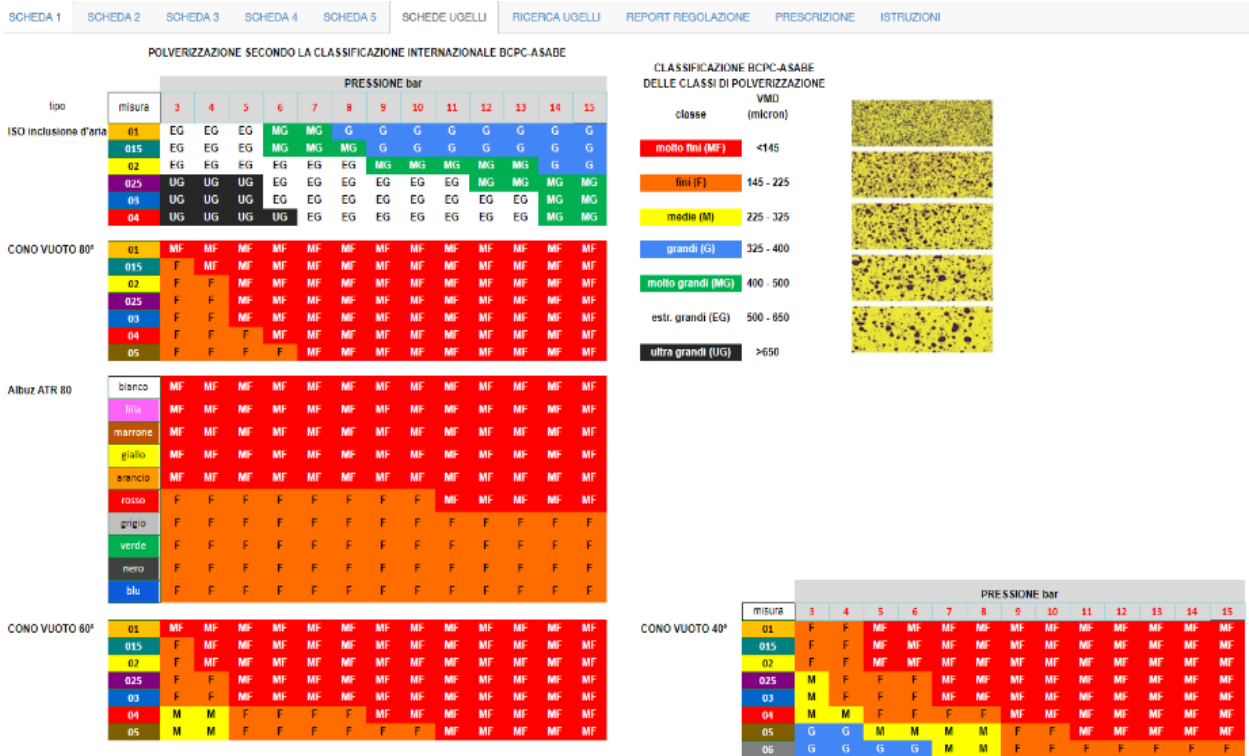 SCHEDA 1 SCHEDA 2 SCHEDA 3 SCHEDA 4 SCHEDA 5 SCHEDE UGELLI RICERCA UGELLI REPORT REGOLAZIONE PRESCRIZIONE ISTRUZIONI
POLVERIZZAZIONE SECONDO LA CLASSIFICAZIONE INTERNAZIONALE BCPC-ASABE
PRESSIONE bar
tipo misura 3 4 5 6 7 8 9 10 11 12 13 14 15
ISO inclusione d'aria 01 EG EG EG MG MG G G G G G G G G
015 EG EG EG MG MG MG G G G G G G G
02 EG EG EG EG EG EG MG MG MG MG MG G G
025 UG UG UG EG EG EG EG EG EG MG MG MG MG
03 UG UG UG EG EG EG EG EG EG EG EG MG MG
04 UG UG UG UG EG EG EG EG EG EG EG MG MG
CONO VUOTO 80° 01 MF MF MF MF MF MF MF MF MF MF MF MF MF
015 F MF MF MF MF MF MF MF MF MF MF MF MF
02 F F MF MF MF MF MF MF MF MF MF MF MF
025 F F MF MF MF MF MF MF MF MF MF MF MF
03 F F MF MF MF MF MF MF MF MF MF MF MF
04 F F F MF MF MF MF MF MF MF MF MF MF
05 F F F F MF MF MF MF MF MF MF MF MF
Albuz ATR 80 bianco MF MF MF MF MF MF MF MF MF MF MF MF MF
lilla MF MF MF MF MF MF MF MF MF MF MF MF MF
marrone MF MF MF MF MF MF MF MF MF MF MF MF MF
giallo MF MF MF MF MF MF MF MF MF MF MF MF MF
arancio MF MF MF MF MF MF MF MF MF MF MF MF MF
rosso F F F F F F F F MF MF MF MF MF
grigio F F F F F F F F F F F F F
verde F F F F F F F F F F F F F
nero F F F F F F F F F F F F F
blu F F F F F F F F F F F F F
CONO VUOTO 60° 01 MF MF MF MF MF MF MF MF MF MF MF MF MF
015 F MF MF MF MF MF MF MF MF MF MF MF MF
02 F MF MF MF MF MF MF MF MF MF MF MF MF
025 F F MF MF MF MF MF MF MF MF MF MF MF
03 F F MF MF MF MF MF MF MF MF MF MF MF
04 M M F F F F MF MF MF MF MF MF MF
05 M M F F F F F F MF MF MF MF MF
CLASSIFICAZIONE BCPC-ASABE
DELLE CLASSI DI POLVERIZZAZIONE
classe VMD (micron)
molto fini (MF) <145
fini (F) 145 - 225
medie (M) 225 - 325
grandi (G) 325 - 400
molto grandi (MG) 400 - 500
estr. grandi (EG) 500 - 650
ultra grandi (UG) >650
PRESSIONE bar
misura 3 4 5 6 7 8 9 10 11 12 13 14 15
CONO VUOTO 40° 01 F F MF MF MF MF MF MF MF MF MF MF MF
015 F F MF MF MF MF MF MF MF MF MF MF MF
02 F F MF MF MF MF MF MF MF MF MF MF MF
025 M F F F MF MF MF MF MF MF MF MF MF
03 M F F F MF MF MF MF MF MF MF MF MF
04 M M F F F F MF MF MF MF MF MF MF
05 G G M M M M F F MF MF MF MF MF
06 G G G G M M F F F F F F F